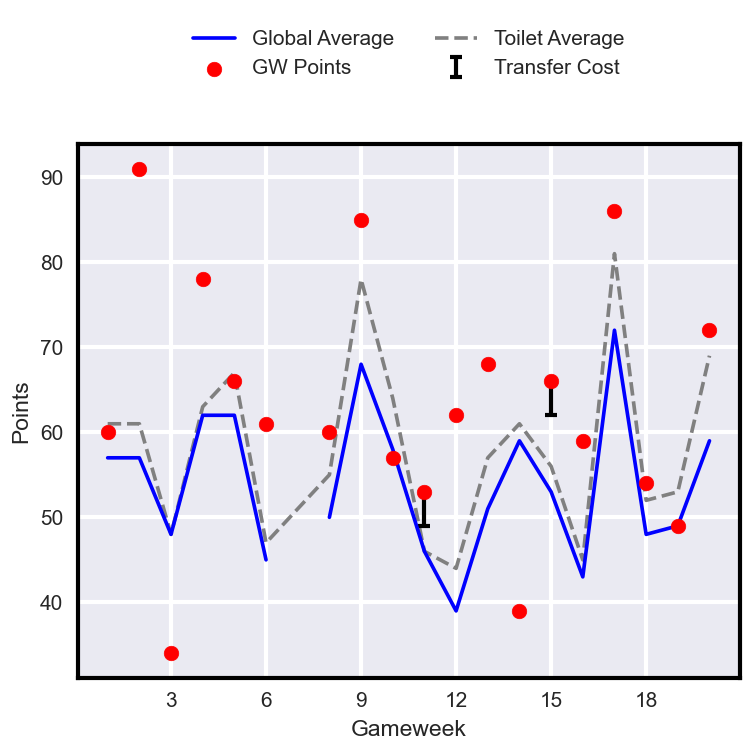 Global Average
Toilet Average
GW Points
Transfer Cost
90
80
70
60
50
40
Points
3 6 9 12 15 18
Gameweek